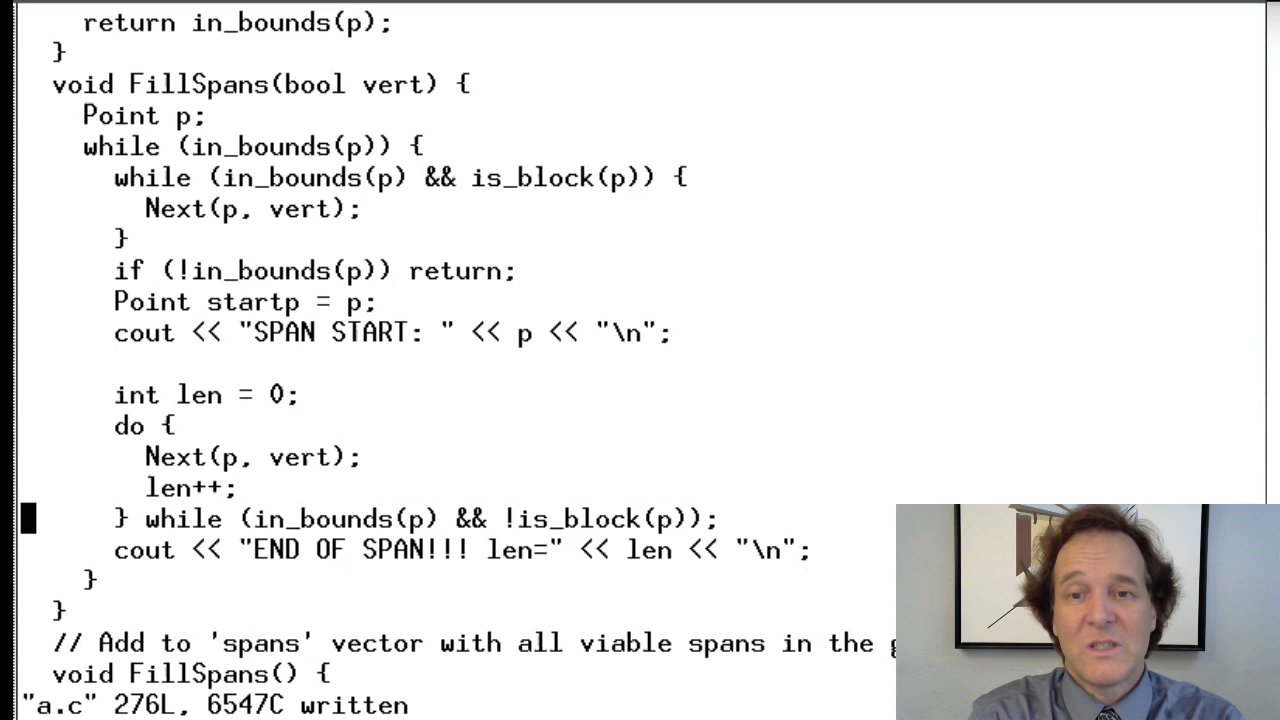 return in_bounds(p);
  }
  void FillSpans(bool vert) {
    Point p;
    while (in_bounds(p)) {
      while (in_bounds(p) && is_block(p)) {
        Next(p, vert);
      }
      if (!in_bounds(p)) return;
      Point startp = p;
      cout << "SPAN START: " << p << "\n";

      int len = 0;
      do {
        Next(p, vert);
        len++;
      } while (in_bounds(p) && !is_block(p));
      cout << "END OF SPAN!!! len=" << len << "\n";
    }
  }
  // Add to 'spans' vector with all viable spans in the
  void FillSpans() {
"a.c" 276L, 6547C written